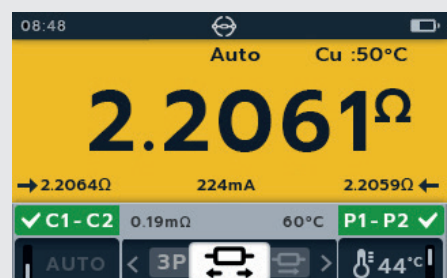 08:48
Auto Cu :50°C
2.2061Ω
→2.2064Ω 224mA 2.2059Ω←
✓C1-C2 0.19mΩ 60°C P1-P2✓
AUTO < 3P > 44°C